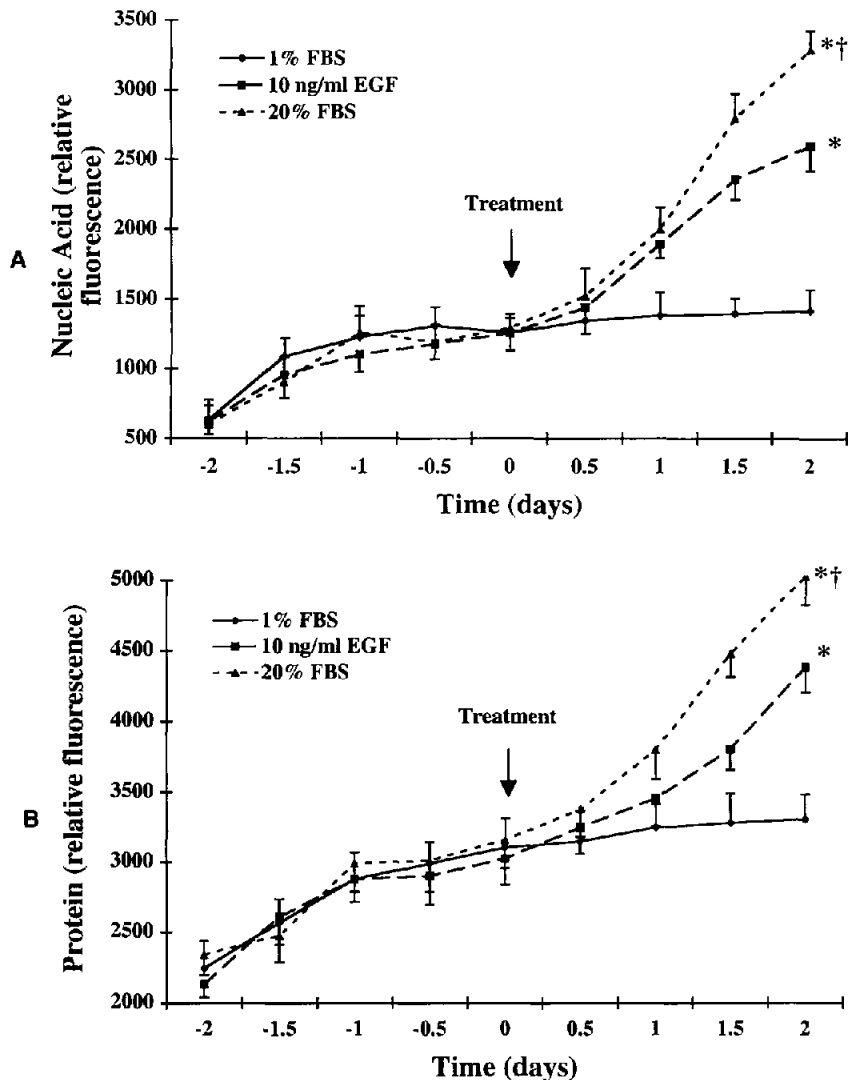 *†
3500
1% FBS
10 ng/ml EGF
20% FBS
3000
2500
*
2000
Treatment
1500
1000
500
A
Nucleic Acid (relative
fluorescence)
-2 -1.5 -1 -0.5 0 0.5 1 1.5 2
Time (days)
5000
*†
1% FBS
10 ng/ml EGF
20% FBS
4500
*
4000
Treatment
3500
3000
2500
2000
B
Protein (relative fluorescence)
-2 -1.5 -1 -0.5 0 0.5 1 1.5 2
Time (days)